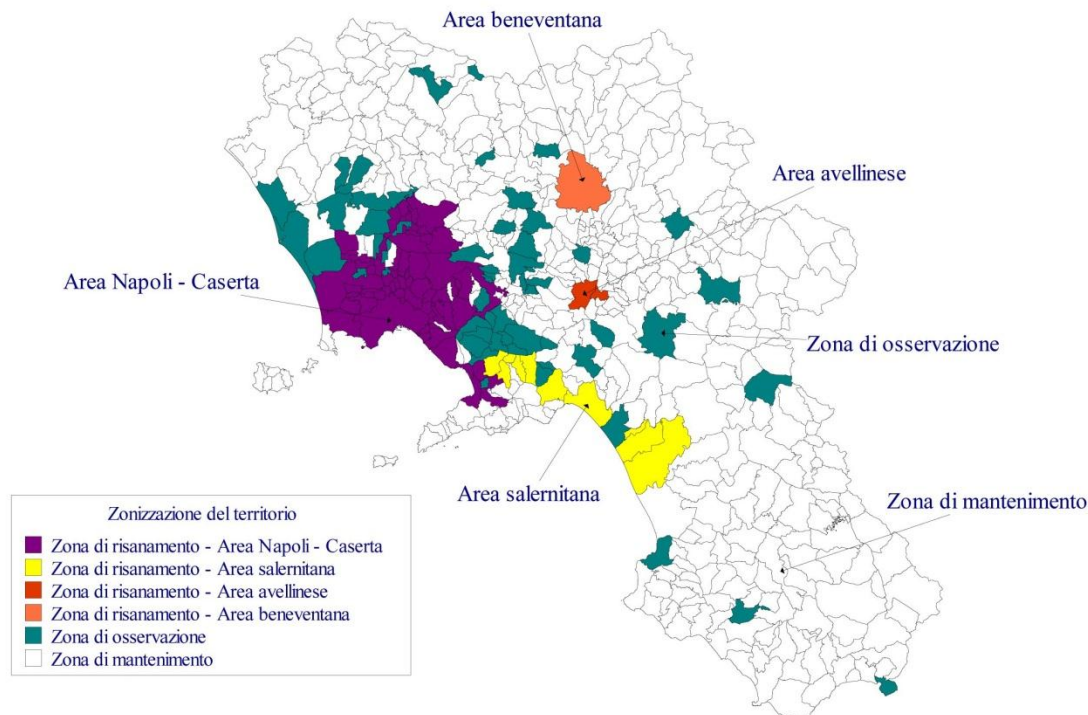 Area beneventana
Area avellinese
Area Napoli - Caserta
Zona di osservazione
Area salernitana
Zona di mantenimento
Zonizzazione del territorio
Zona di risanamento - Area Napoli - Caserta
Zona di risanamento - Area salernitana
Zona di risanamento - Area avellinese
Zona di risanamento - Area beneventana
Zona di osservazione
Zona di mantenimento